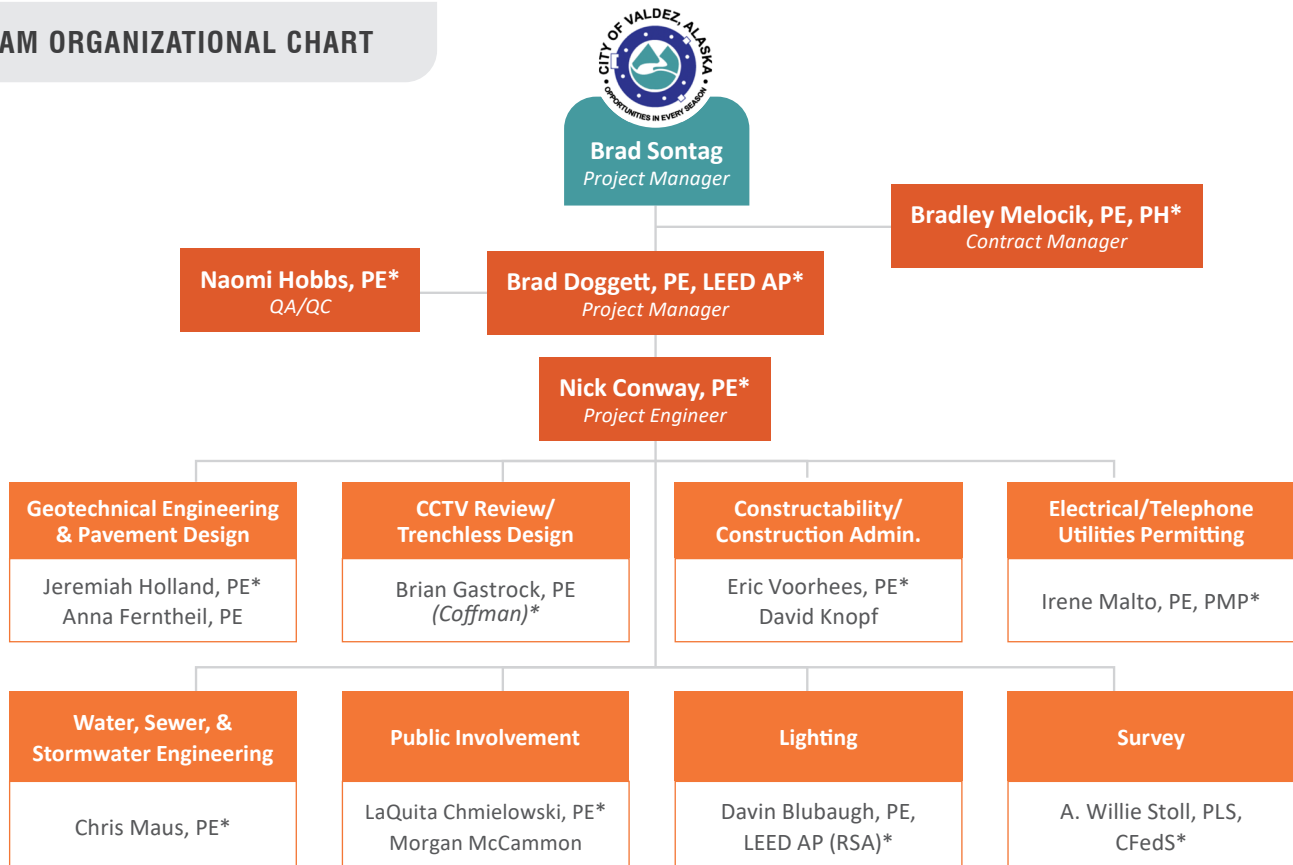 AM ORGANIZATIONAL CHART
CITY OF VALDEZ, ALASKA
• OPPORTUNITIES IN EVERY SEASON •
Brad Sontag
Project Manager
Bradley Melocik, PE, PH*
Contract Manager
Naomi Hobbs, PE*
QA/QC
Brad Doggett, PE, LEED AP*
Project Manager
Nick Conway, PE*
Project Engineer
Geotechnical Engineering
& Pavement Design
Jeremiah Holland, PE*
Anna Ferntheil, PE
CCTV Review/
Trenchless Design
Brian Gastrock, PE
(Coffman)*
Constructability/
Construction Admin.
Eric Voorhees, PE*
David Knopf
Electrical/Telephone
Utilities Permitting
Irene Malto, PE, PMP*
Water, Sewer, &
Stormwater Engineering
Chris Maus, PE*
Public Involvement
LaQuita Chmielowski, PE*
Morgan McCammon
Lighting
Davin Blubaugh, PE,
LEED AP (RSA)*
Survey
A. Willie Stoll, PLS,
CFedS*